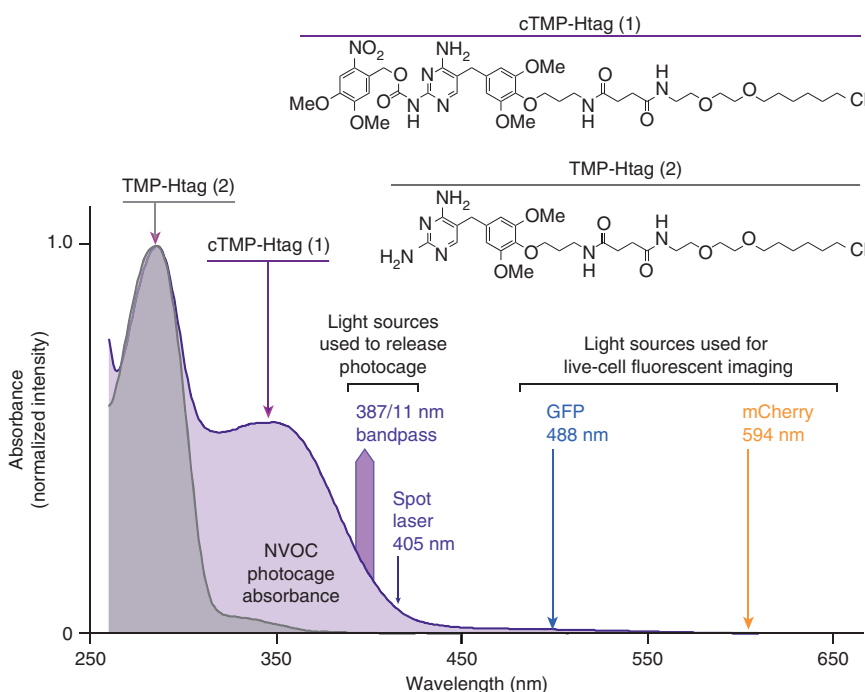 cTMP-Htag (1)
NO2
NH2
O
N
N
O
N
H
MeO
OMe
OMe
OMe
O
N
H
O
H
N
O
O
O
Cl
TMP-Htag (2)
NH2
N
N
H2N
OMe
OMe
O
N
H
O
H
N
O
O
O
Cl
TMP-Htag (2)
cTMP-Htag (1)
Light sources
used to release
photocage
Light sources used for
live-cell fluorescent imaging
387/11 nm
bandpass
GFP
488 nm
mCherry
594 nm
Spot
laser
405 nm
NVOC
photocage
absorbance
Absorbance
(normalized intensity)
1.0
0
250
350
450
550
650
Wavelength (nm)